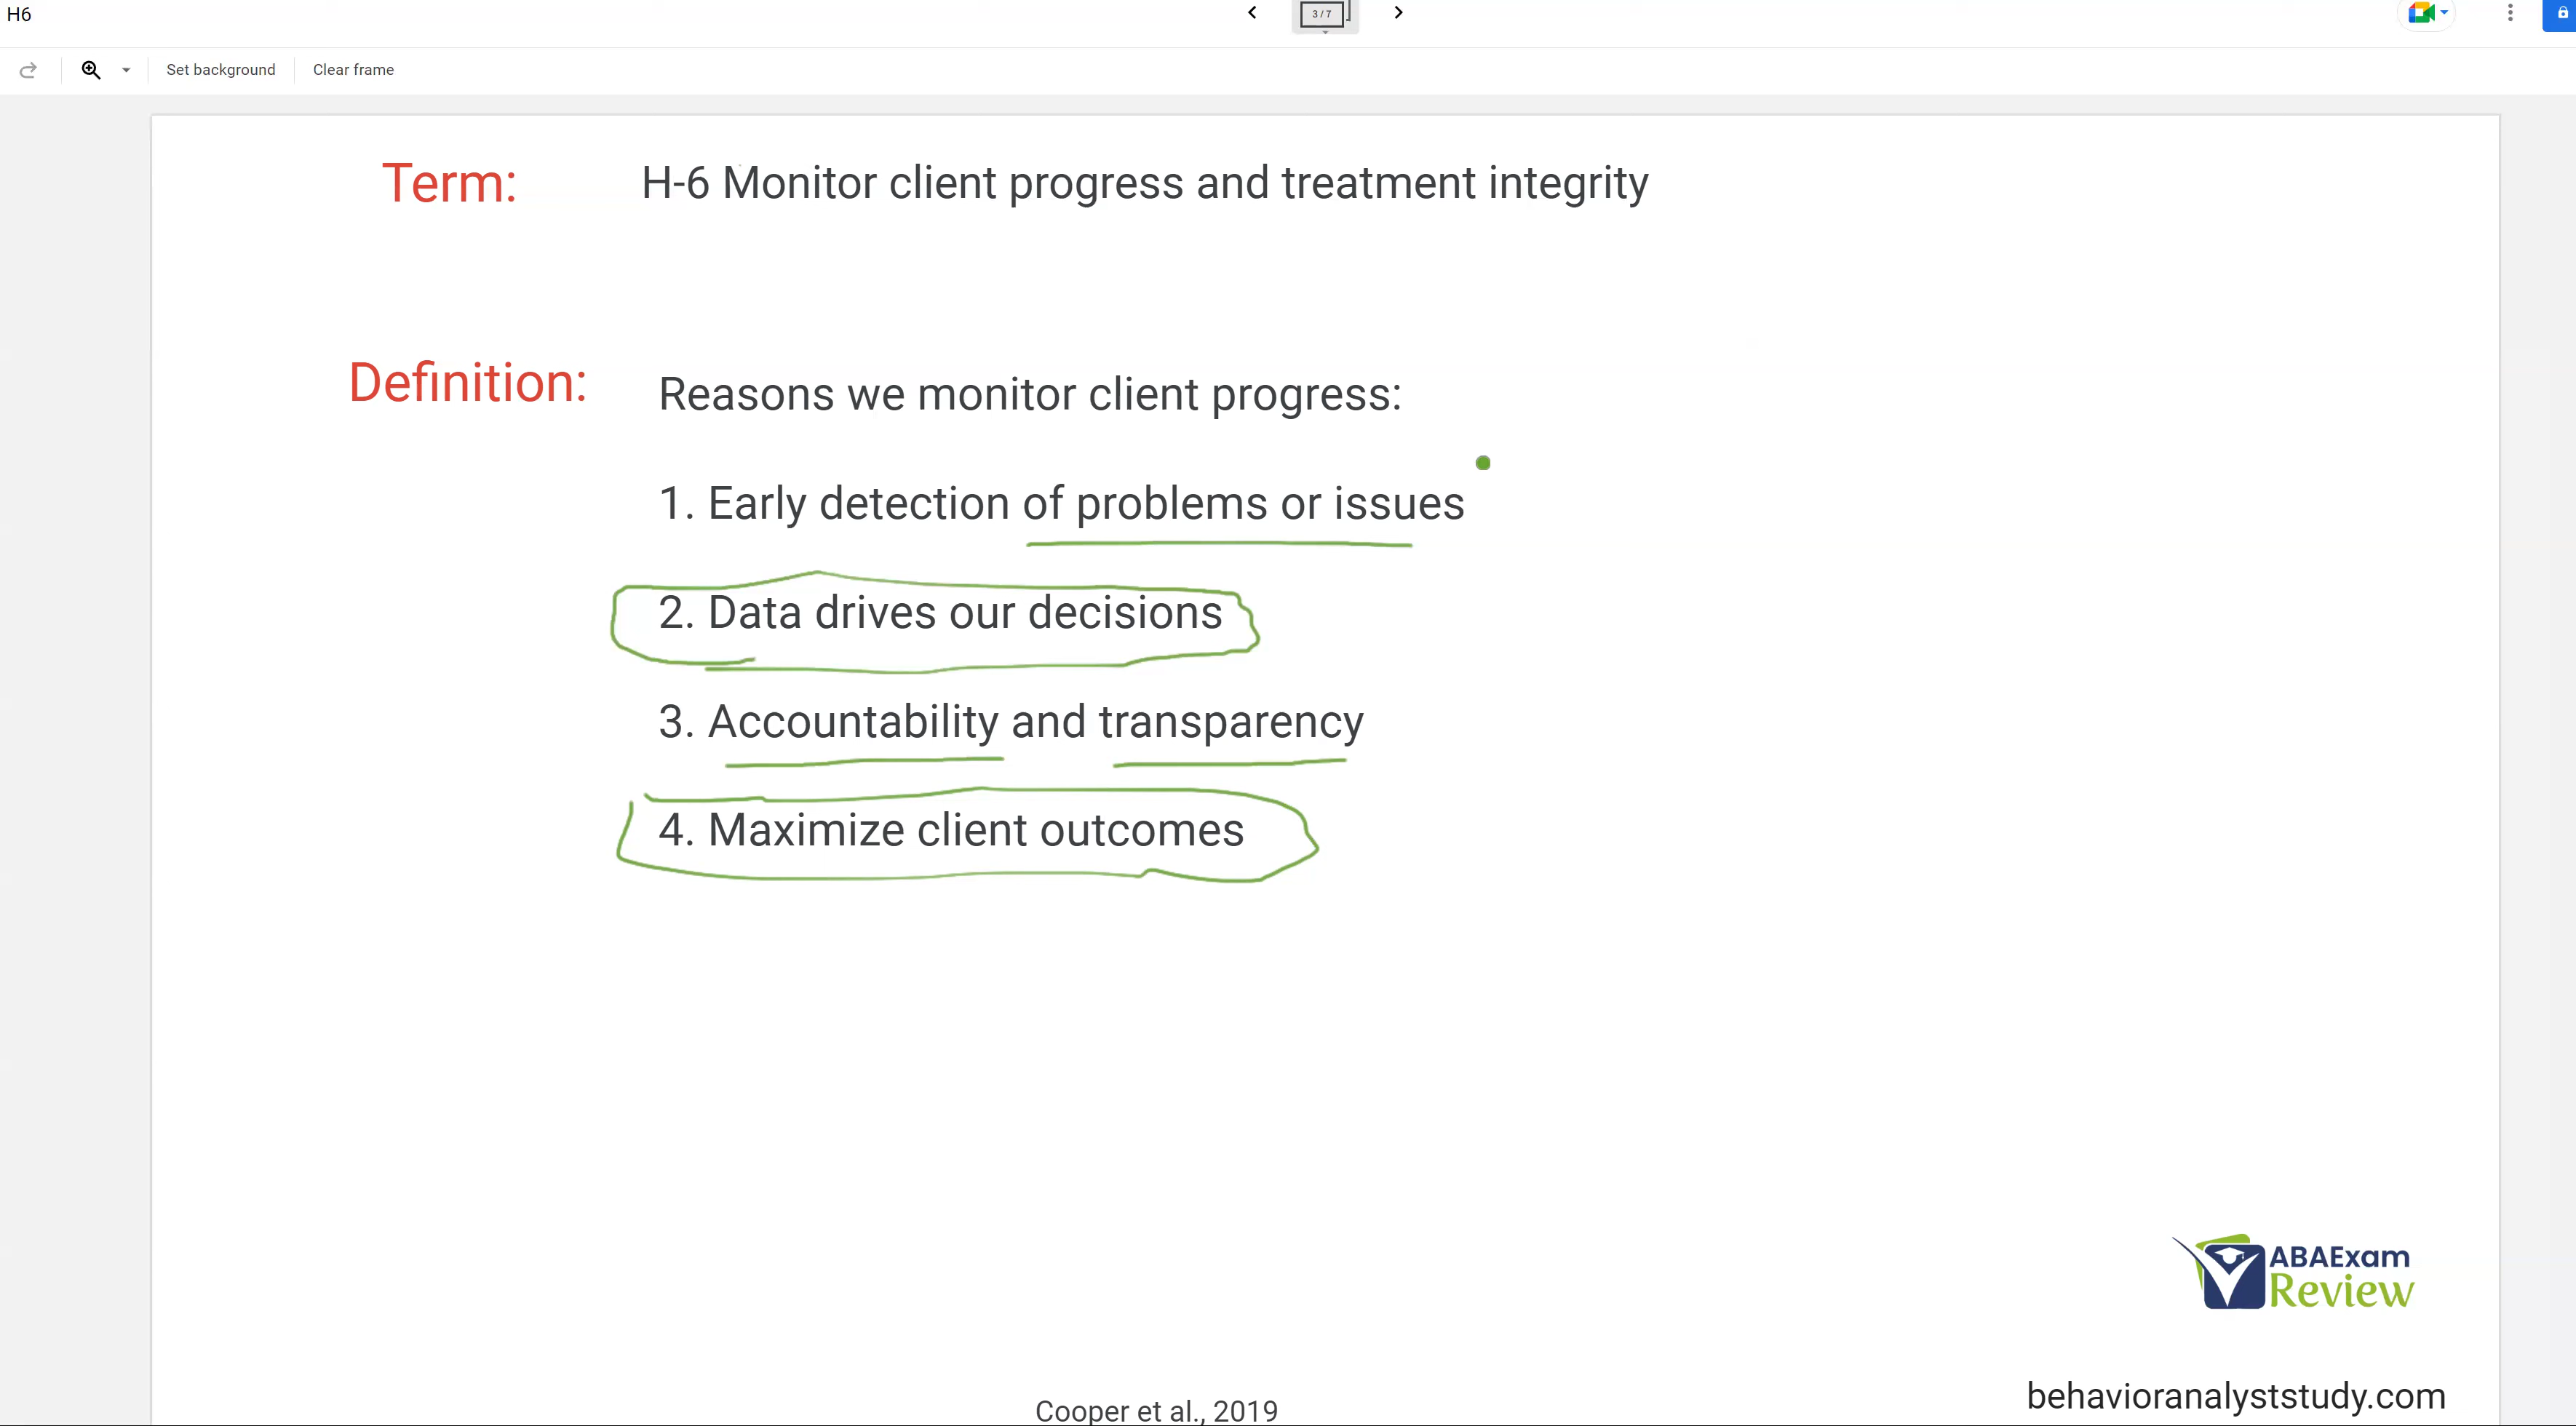 H6
3 / 7
Set background
Clear frame
Term:
H-6 Monitor client progress and treatment integrity
Definition:
Reasons we monitor client progress:
1. Early detection of problems or issues
2. Data drives our decisions
3. Accountability and transparency
4. Maximize client outcomes
ABAExam
Review
behavioranalyststudy.com
Cooper et al., 2019